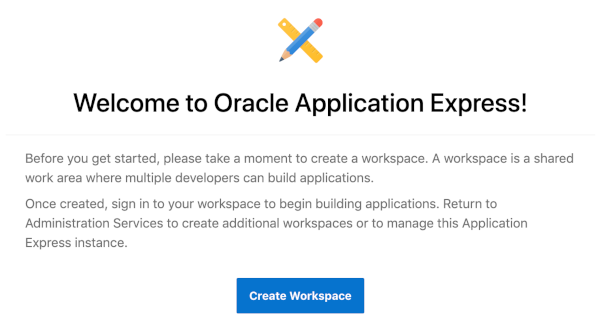 Welcome to Oracle Application Express!
Before you get started, please take a moment to create a workspace. A workspace is a shared
work area where multiple developers can build applications.
Once created, sign in to your workspace to begin building applications. Return to
Administration Services to create additional workspaces or to manage this Application
Express instance.
Create Workspace